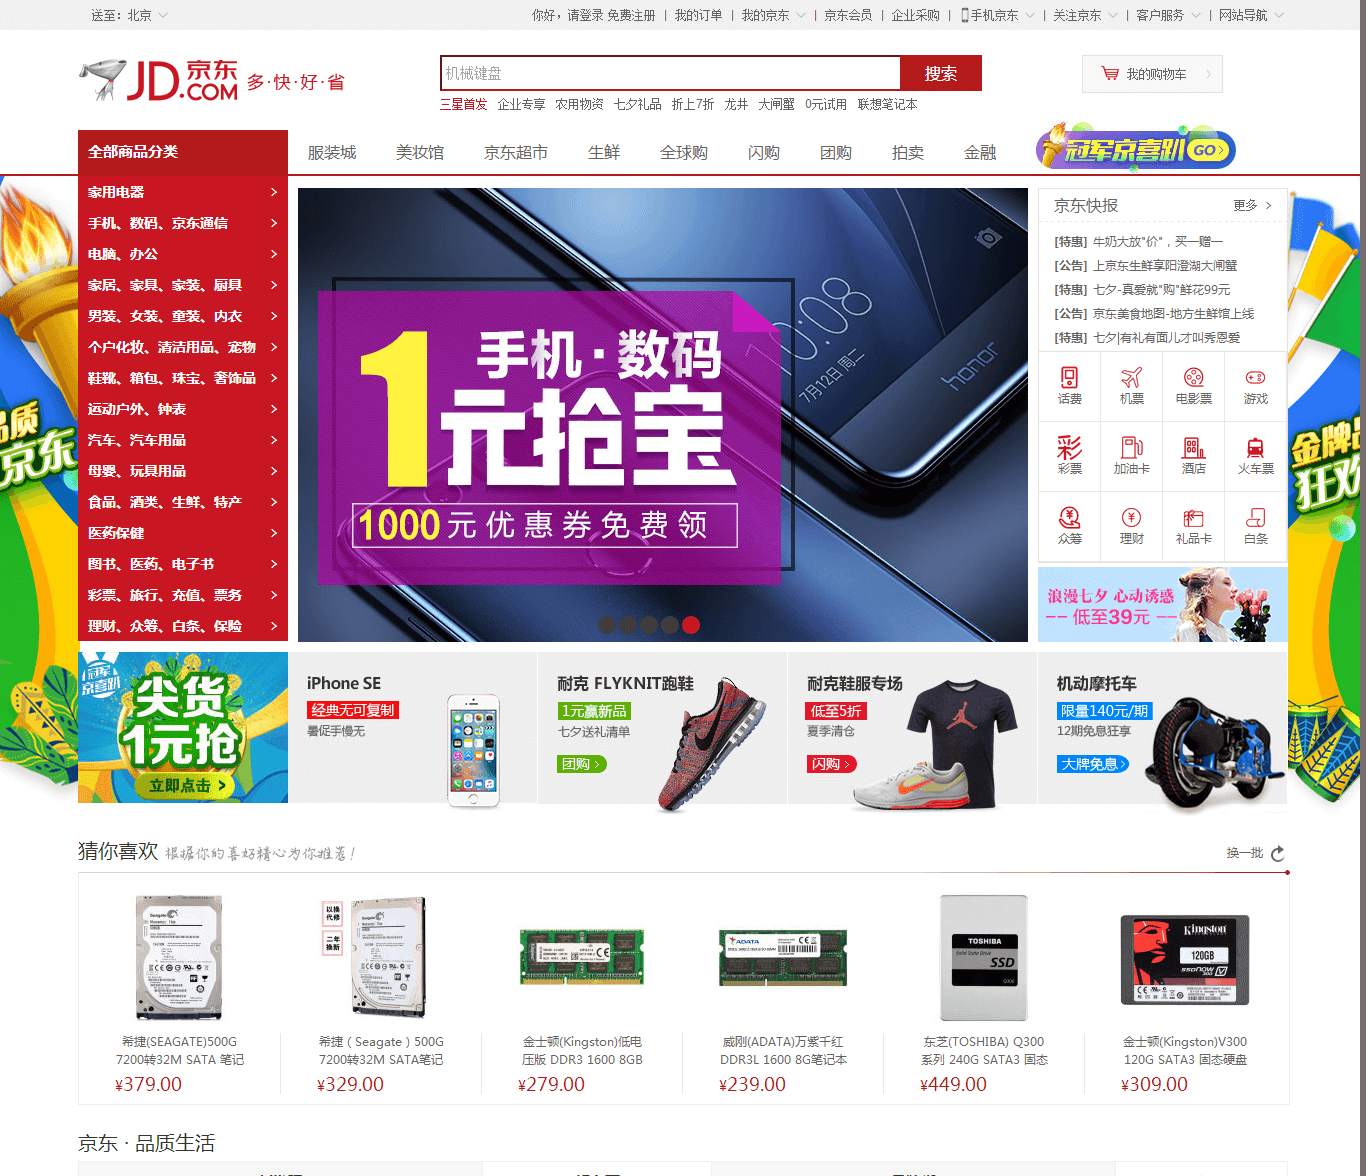 送至：北京
你好，请登录 免费注册 | 我的订单 | 我的京东 | 京东会员 | 企业采购 | 手机京东 | 关注京东 | 客户服务 | 网站导航
JD.COM 京东
多·快·好·省
机械键盘
搜索
我的购物车
三星首发 企业专享 农用物资 七夕礼品 折上7折 龙井 大闸蟹 0元试用 联想笔记本
全部商品分类
服装城 美妆馆 京东超市 生鲜 全球购 闪购 团购 拍卖 金融
冠军京喜趴 GO
家用电器
手机、数码、京东通信
电脑、办公
家居、家具、家装、厨具
男装、女装、童装、内衣
个户化妆、清洁用品、宠物
鞋靴、箱包、珠宝、奢饰品
运动户外、钟表
汽车、汽车用品
母婴、玩具用品
食品、酒类、生鲜、特产
医药保健
图书、医药、电子书
彩票、旅行、充值、票务
理财、众筹、白条、保险
品质
京东
手机·数码
1元抢宝
1000元优惠券免费领
10:08
7月12日 周二
honor
京东快报
更多
[特惠] 牛奶大放"价"，买一赠一
[公告] 上京东生鲜享阳澄湖大闸蟹
[特惠] 七夕-真爱就"购"鲜花99元
[公告] 京东美食地图-地方生鲜馆上线
[特惠] 七夕|有礼有面儿才叫秀恩爱
话费 机票 电影票 游戏
彩票 加油卡 酒店 火车票
众筹 理财 礼品卡 白条
金牌品
狂欢
浪漫七夕 心动诱惑
低至39元
冠军
京喜趴
尖货
1元抢
立即点击
iPhone SE
经典无可复制
暑促手慢无
耐克 FLYKNIT跑鞋
1元赢新品
七夕送礼清单
团购
耐克鞋服专场
低至5折
夏季清仓
闪购
机动摩托车
限量140元/期
12期免息狂享
大牌免息
猜你喜欢
根据你的喜好精心为你推荐！
换一批
Seagate
以换
代修
二年
换新
Seagate
ADATA
TOSHIBA
Solid State Drive
SSD
Q300
Kingston
120GB
SSDNOW V300
希捷(SEAGATE)500G
7200转32M SATA 笔记
¥379.00
希捷（Seagate）500G
7200转32M SATA笔记
¥329.00
金士顿(Kingston)低电
压版 DDR3 1600 8GB
¥279.00
威刚(ADATA)万紫千红
DDR3L 1600 8G笔记本
¥239.00
东芝(TOSHIBA) Q300
系列 240G SATA3 固态
¥449.00
金士顿(Kingston)V300
120G SATA3 固态硬盘
¥309.00
京东 · 品质生活